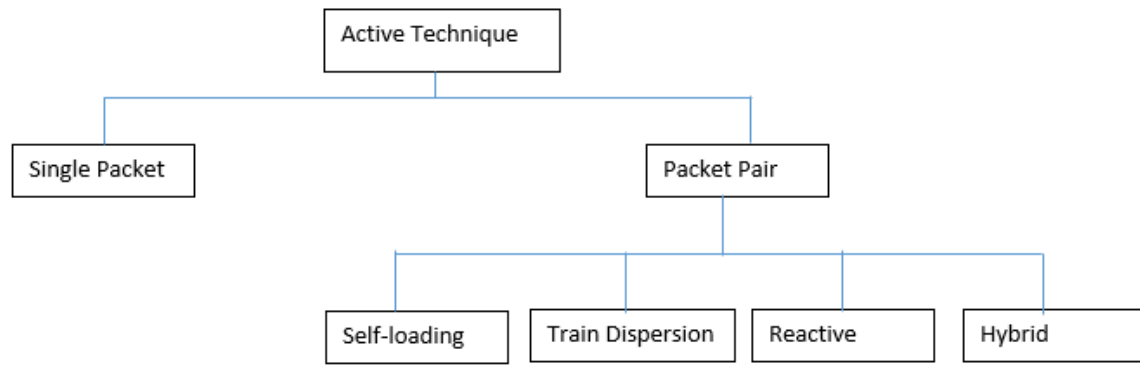 Active Technique
Single Packet
Packet Pair
Self-loading
Train Dispersion
Reactive
Hybrid